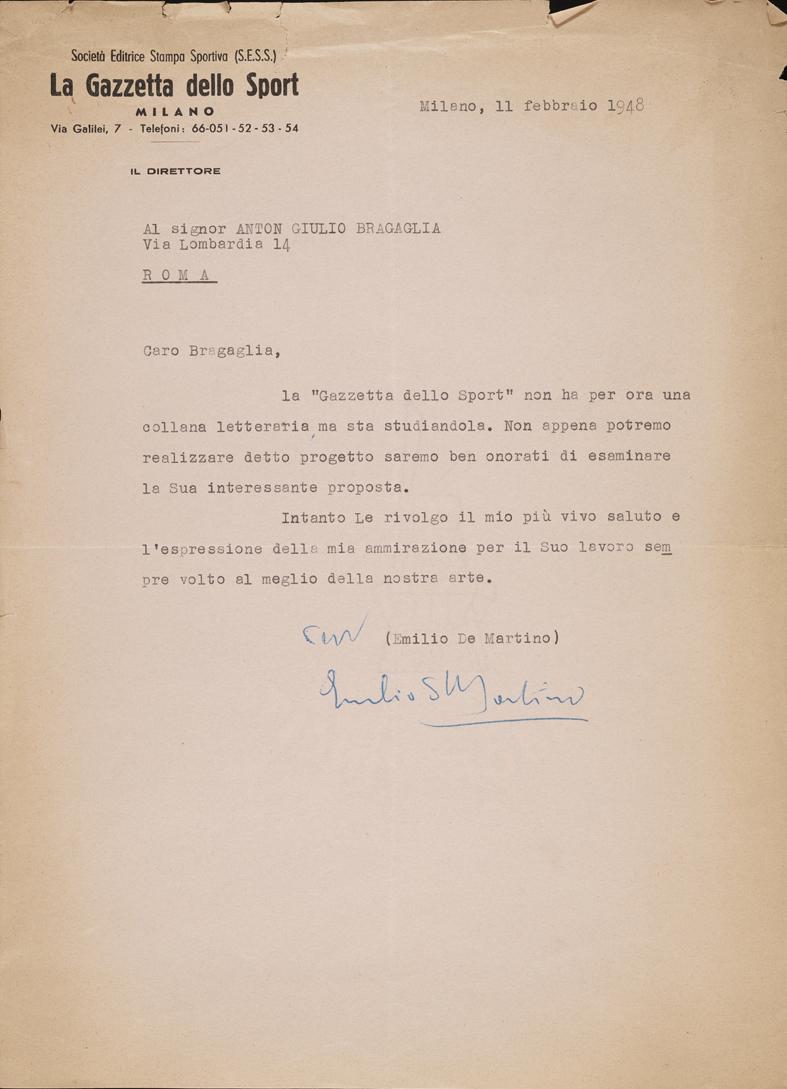 Società Editrice Stampa Sportiva (S.E.S.S.)
La Gazzetta dello Sport
MILANO
Via Galilei, 7 - Telefoni: 66-051 - 52 - 53 - 54
IL DIRETTORE
Milano, 11 febbraio 1948
Al signor ANTON GIULIO BRAGAGLIA
Via Lombardia 14
R O M A
Caro Bragaglia,
la "Gazzetta dello Sport" non ha per ora una
collana letteraria, ma sta studiandola. Non appena potremo
realizzare detto progetto saremo ben onorati di esaminare
la Sua interessante proposta.
Intanto Le rivolgo il mio più vivo saluto e
l'espressione della mia ammirazione per il Suo lavoro sem
pre volto al meglio della nostra arte.
(Emilio De Martino)
Emilio De Martino